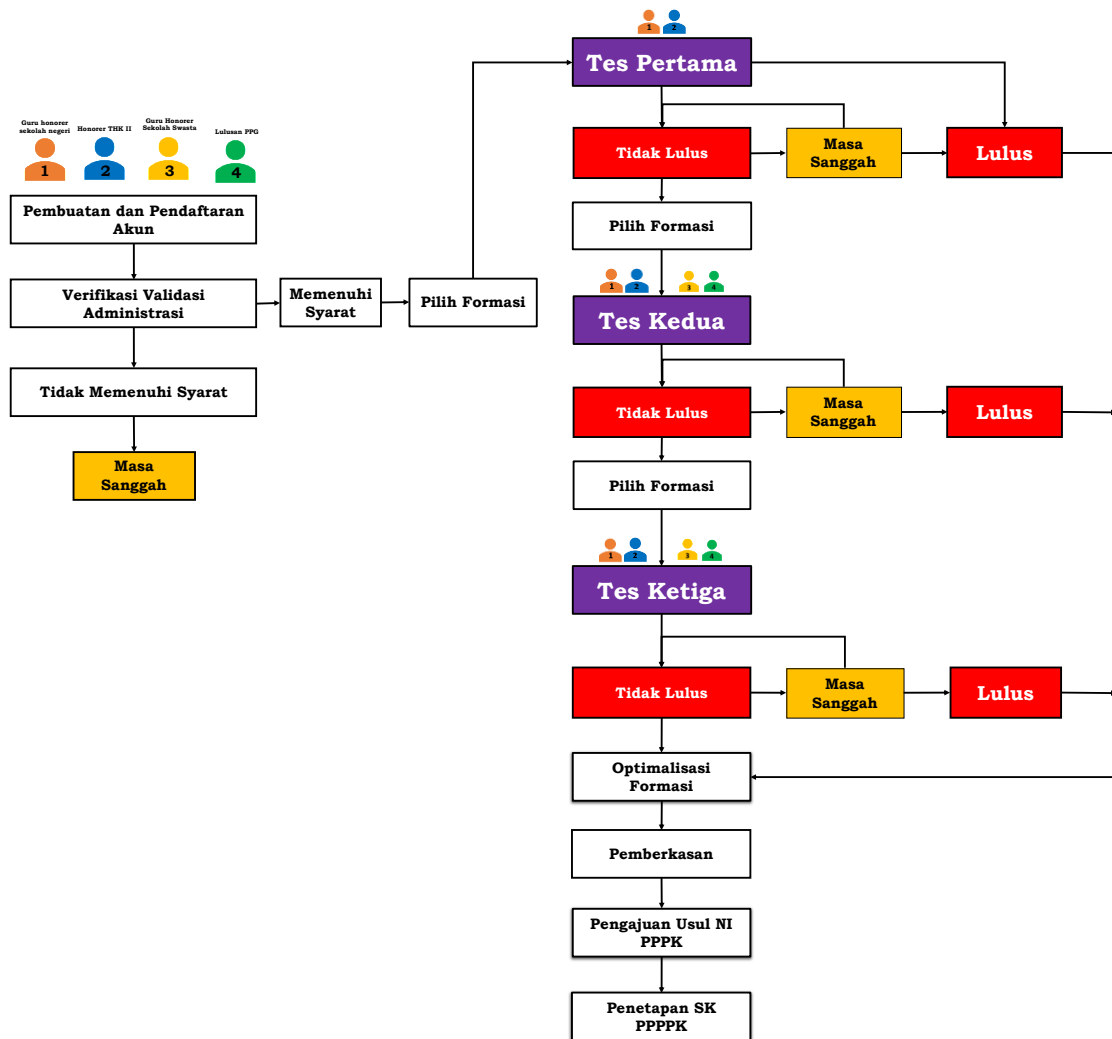 Guru honorer
sekolah negeri
Honorer THK II
Guru Honorer
Sekolah Swasta
Lulusan PPG
1
2
3
4
Pembuatan dan Pendaftaran
Akun
Verifikasi Validasi
Administrasi
Memenuhi
Syarat
Pilih Formasi
Tidak Memenuhi Syarat
Masa
Sanggah
1
2
Tes Pertama
Tidak Lulus
Masa
Sanggah
Lulus
Pilih Formasi
1
2
3
4
Tes Kedua
Tidak Lulus
Masa
Sanggah
Lulus
Pilih Formasi
1
2
3
4
Tes Ketiga
Tidak Lulus
Masa
Sanggah
Lulus
Optimalisasi
Formasi
Pemberkasan
Pengajuan Usul NI
PPPK
Penetapan SK
PPPPK